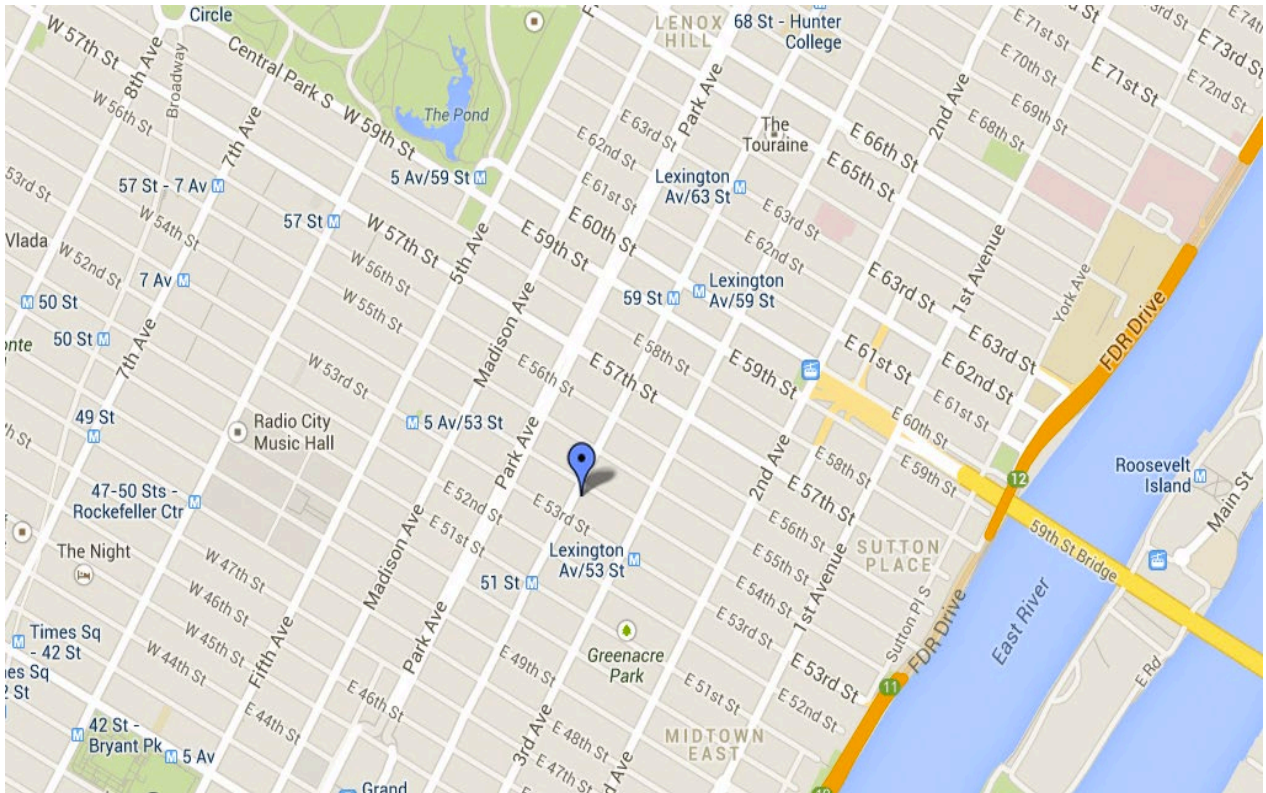 Circle
LENOX
HILL
68 St - Hunter
College
E 74th
E 73rd St
E 72nd St
E 71st St
E 71st St
E 70th St
E 69th St
E 68th St
W 57th St
8th Ave
Broadway
Central Park S
W 59th St
The Pond
Park Ave
2nd Ave
The
Touraine
E 66th St
E 65th St
W 56th St
7th Ave
E 63rd St
E 62nd St
E 61st St
53rd St
57 St - 7 Av
57 St
5 Av/59 St
Lexington
Av/63 St
E 63rd St
E 62nd St
W 54th St
Vlada
W 52nd St
7 Av
W 57th St
W 56th St
W 55th St
5th Ave
E 59th St
E 60th St
E 63rd St
1st Avenue
York Ave
FDR Drive
50 St
50 St
59 St
Lexington
Av/59 St
Madison Ave
7th Ave
W 53rd St
E 58th St
E 57th St
E 56th St
E 59th St
E 61st St
E 63rd St
E 62nd St
E 61st St
E 60th St
49 St
Radio City
Music Hall
5 Av/53 St
Park Ave
2nd Ave
E 58th St
E 59th St
E 57th St
12
Roosevelt
Island
Main St
47-50 Sts -
Rockefeller Ctr
The Night
Madison Ave
E 52nd St
E 53rd St
E 51st St
Lexington
Av/53 St
51 St
E 56th St
E 55th St
E 54th St
E 53rd St
1st Avenue
SUTTON
PLACE
Sutton Pl S
59th St Bridge
East River
FDR Drive
W 47th St
W 46th St
W 45th St
W 44th St
Fifth Ave
Times Sq
- 42 St
Park Ave
Greenacre
Park
E 49th St
E 53rd St
E 52nd St
E 51st St
11
E Rd
E 46th St
E 44th St
42 St -
Bryant Pk
5 Av
3rd Ave
E 48th St
E 47th St
MIDTOWN
EAST
Grand